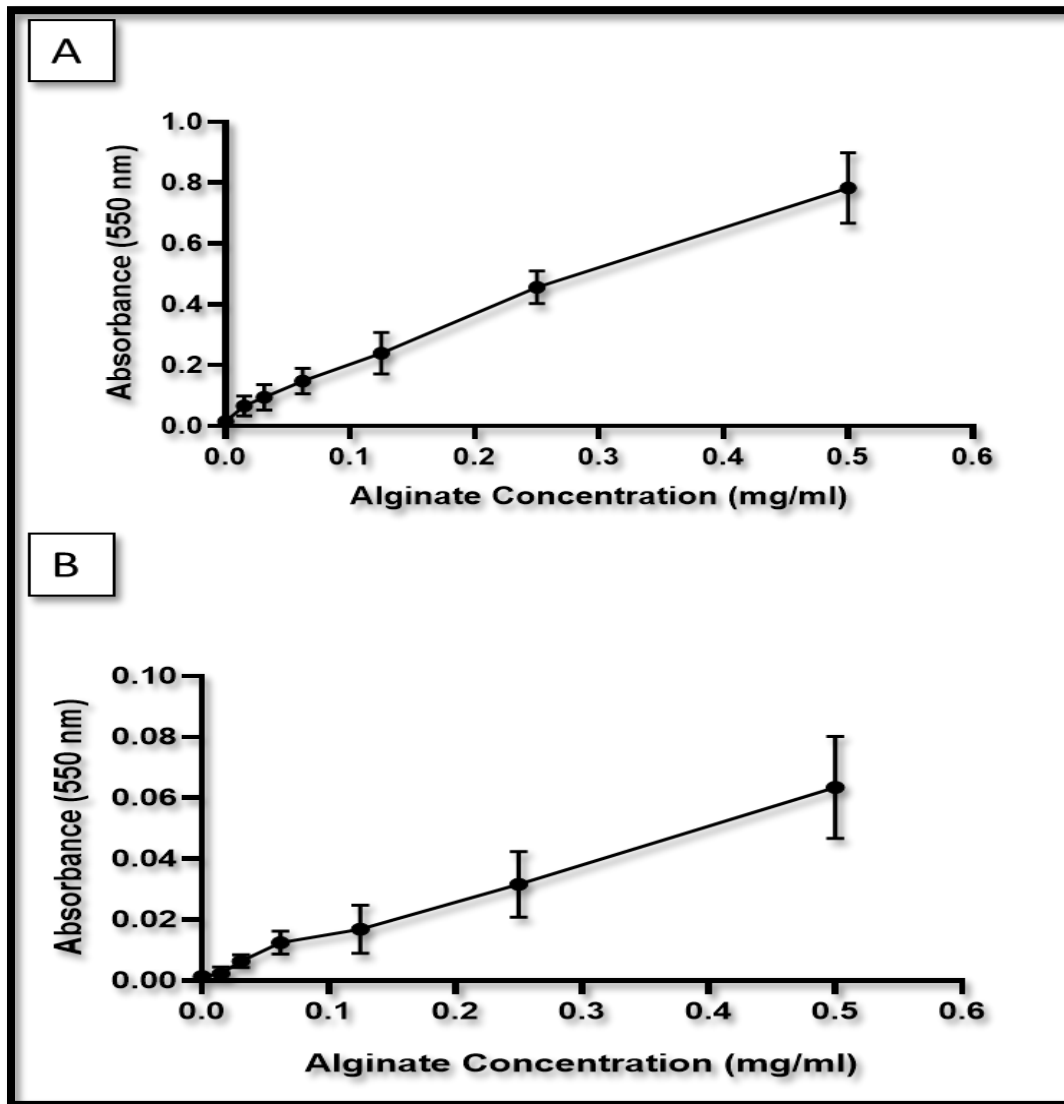 A
Absorbance (550 nm)
1.0
0.8
0.6
0.4
0.2
0.0
0.0 0.1 0.2 0.3 0.4 0.5 0.6
Alginate Concentration (mg/ml)
B
Absorbance (550 nm)
0.10
0.08
0.06
0.04
0.02
0.00
0.0 0.1 0.2 0.3 0.4 0.5 0.6
Alginate Concentration (mg/ml)